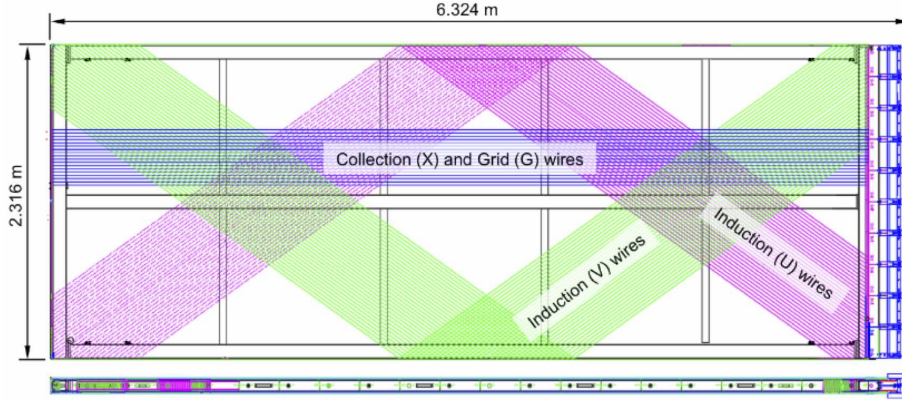 6.324 m
2.316 m
Collection (X) and Grid (G) wires
Induction (V) wires
Induction (U) wires